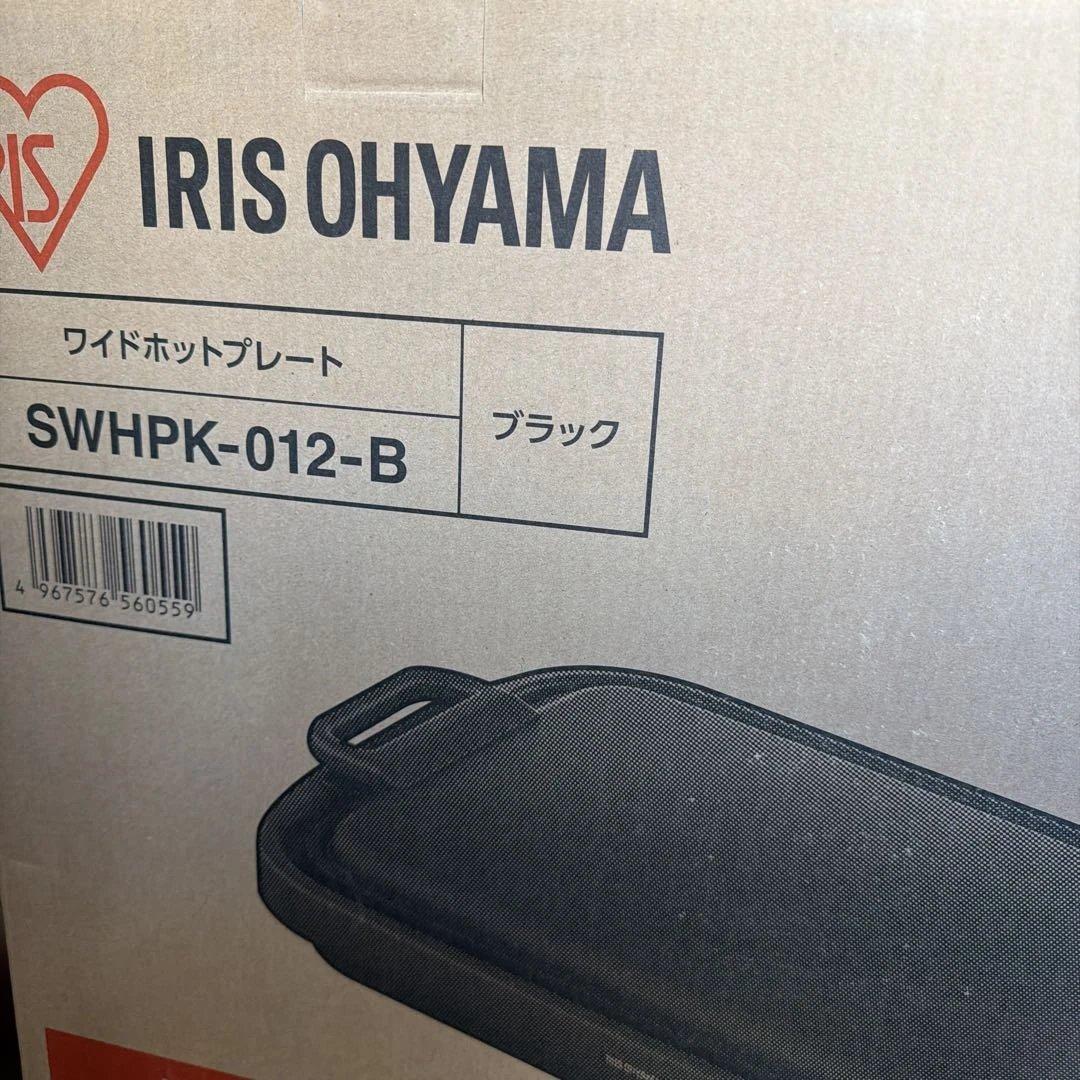 IRIS
IRIS OHYAMA
ワイドホットプレート
SWHPK-012-B
ブラック
4 967576 560559